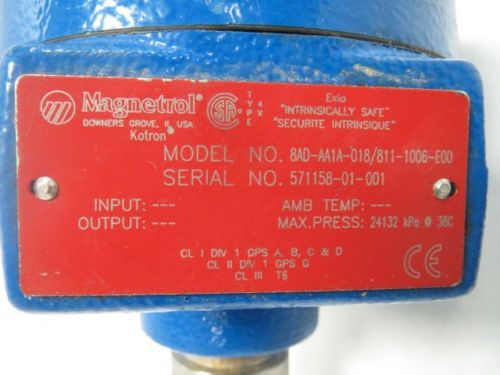 Magnetrol®
DOWNERS GROVE, IL USA
Kotron®
SA ®
TYPE 4X
Exia
"INTRINSICALLY SAFE"
"SECURITE INTRINSIQUE"
MODEL NO. 8AD-AA1A-018/811-1006-E00
SERIAL NO. 571158-01-001
INPUT: --- AMB TEMP: ---
OUTPUT: --- MAX.PRESS: 24132 kPa @ 38C
CL I DIV 1 GPS A, B, C & D
CL II DIV 1 GPS G
CL III T6
CE